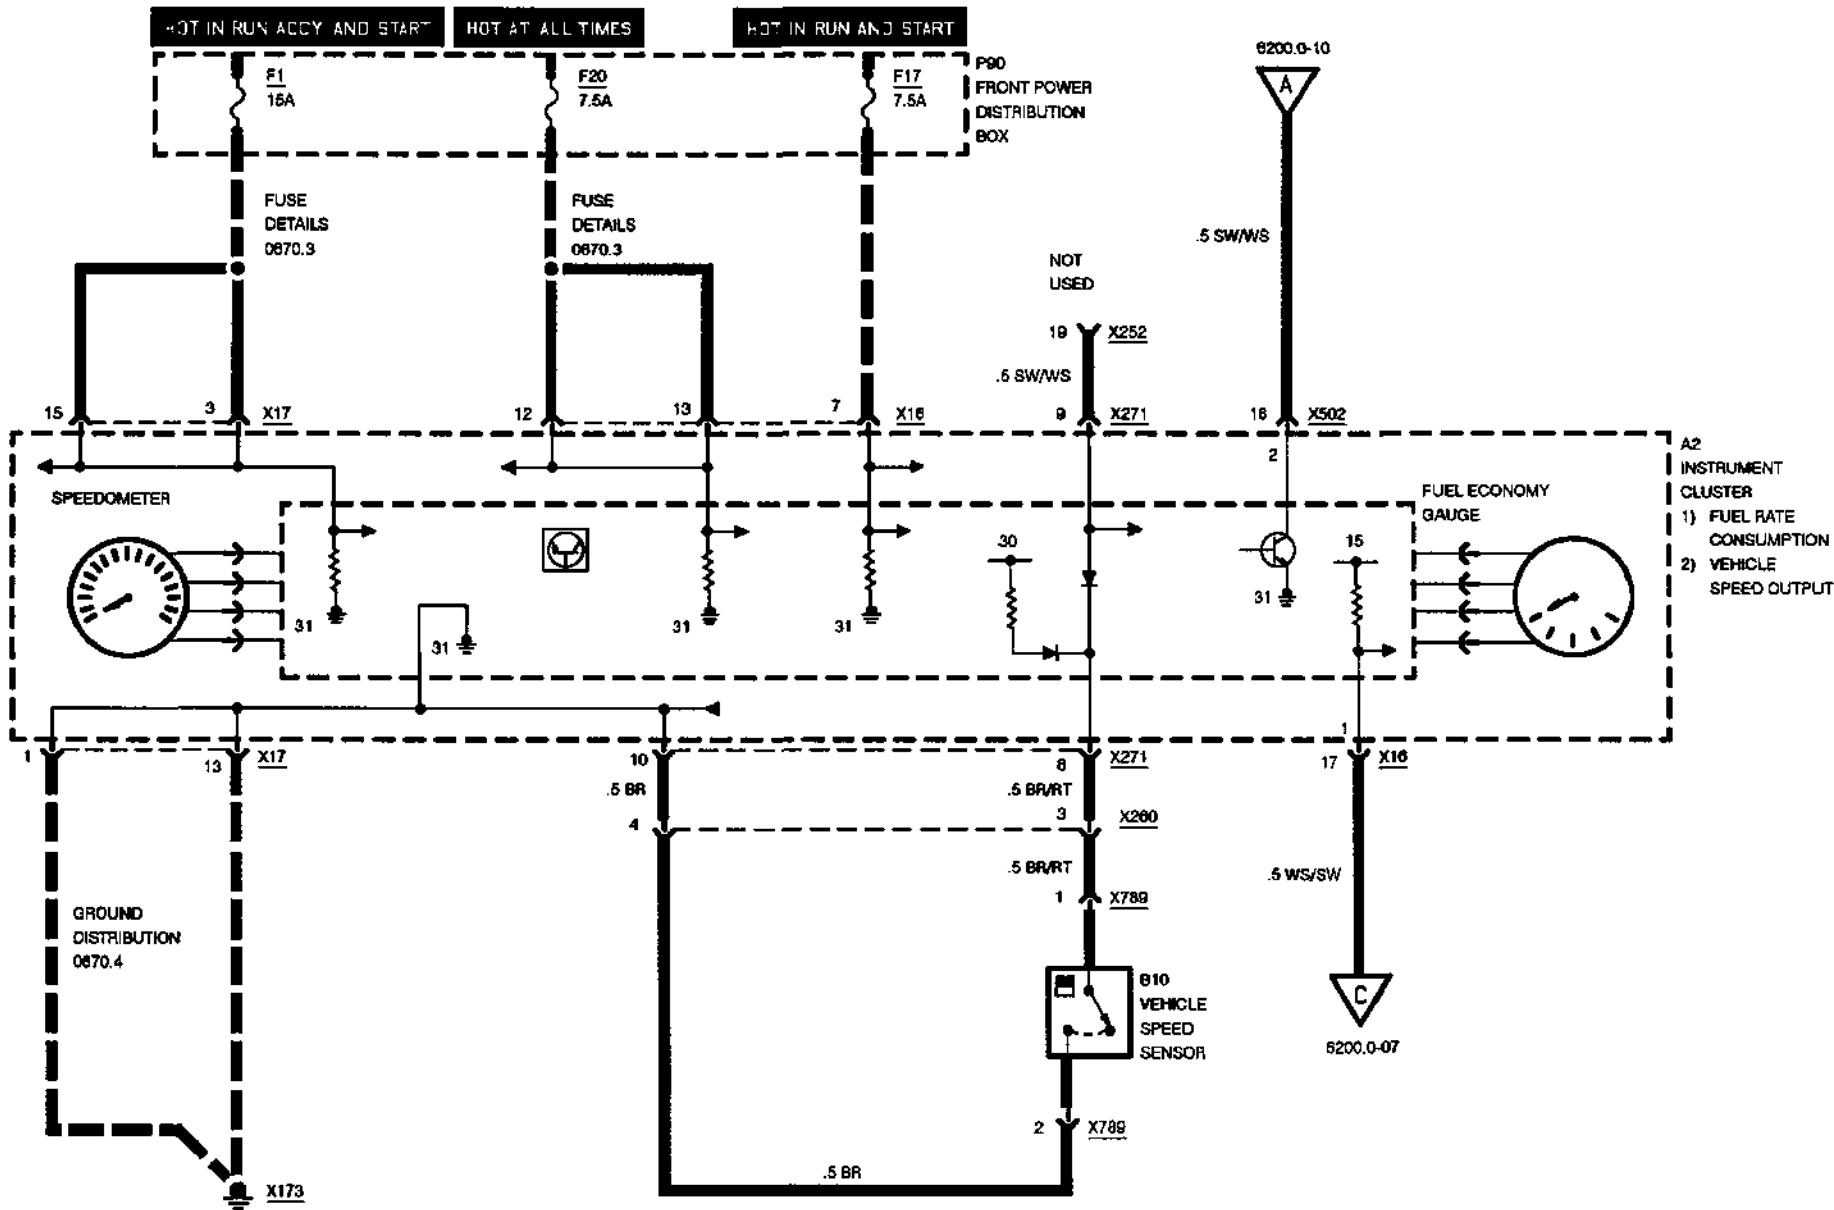 HOT IN RUN ACCY AND START
HOT AT ALL TIMES
HOT IN RUN AND START
F1
15A
F20
7.5A
F17
7.5A
P90
FRONT POWER
DISTRIBUTION
BOX
6200.0-10
A
FUSE
DETAILS
0670.3
FUSE
DETAILS
0670.3
.5 SW/WS
NOT
USED
19
X252
.5 SW/WS
15
3
X17
12
13
7
X16
9
X271
16
X502
2
A2
INSTRUMENT
CLUSTER
1) FUEL RATE
CONSUMPTION
2) VEHICLE
SPEED OUTPUT
SPEEDOMETER
FUEL ECONOMY
GAUGE
30
15
31
31
31
31
31
1
1
13
X17
10
8
X271
17
X16
.5 BR
.5 BR/RT
4
3
X260
.5 BR/RT
.5 WS/SW
1
X789
GROUND
DISTRIBUTION
0670.4
B10
VEHICLE
SPEED
SENSOR
C
6200.0-07
2
X789
.5 BR
X173